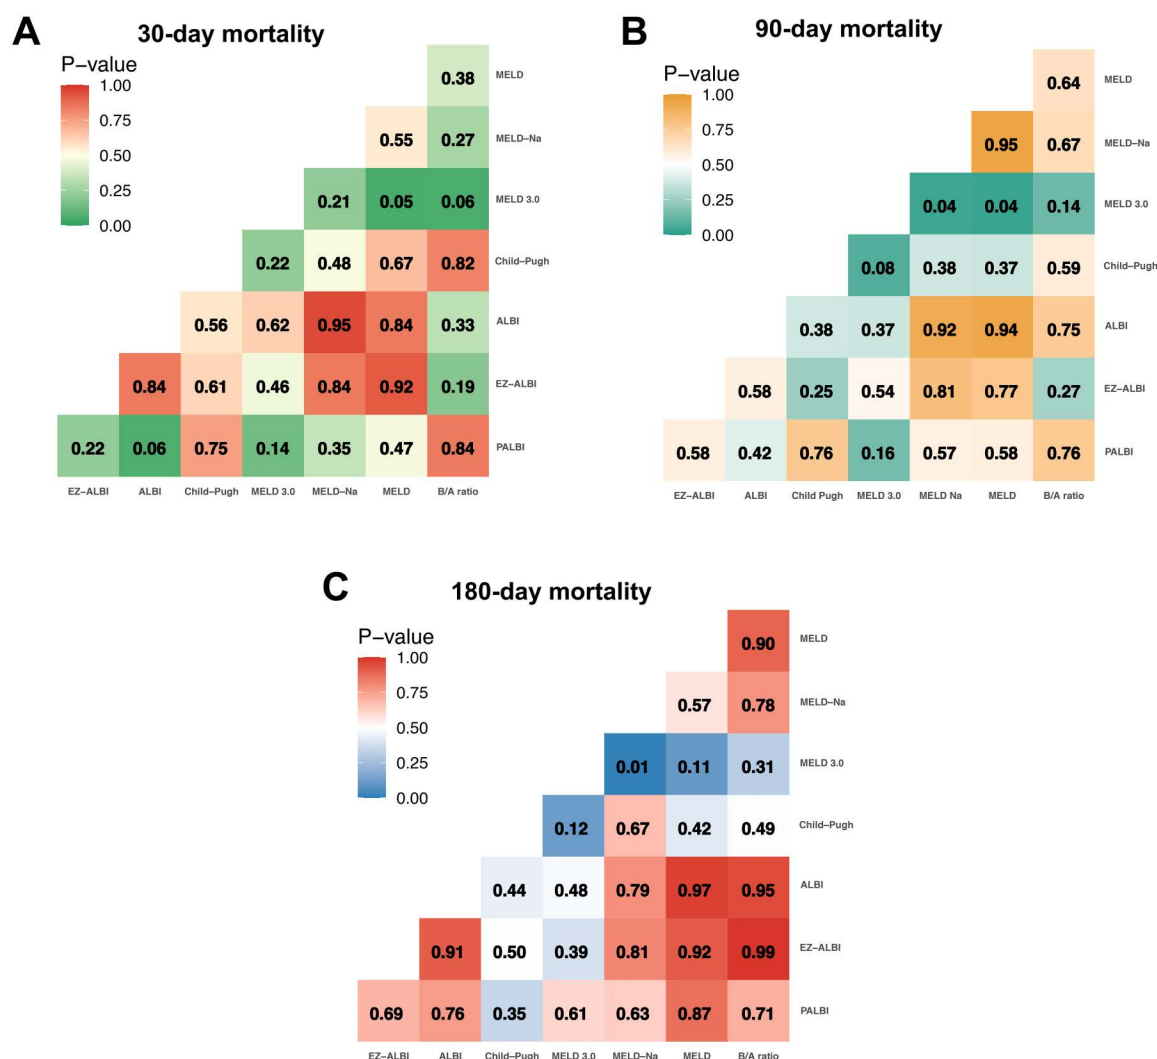 A
30-day mortality
P−value
1.00
0.75
0.50
0.25
0.00
0.38 MELD
0.55 0.27 MELD−Na
0.21 0.05 0.06 MELD 3.0
0.22 0.48 0.67 0.82 Child−Pugh
0.56 0.62 0.95 0.84 0.33 ALBI
0.84 0.61 0.46 0.84 0.92 0.19 EZ−ALBI
0.22 0.06 0.75 0.14 0.35 0.47 0.84 PALBI
EZ−ALBI ALBI Child−Pugh MELD 3.0 MELD−Na MELD B/A ratio
B
90-day mortality
P−value
1.00
0.75
0.50
0.25
0.00
0.64 MELD
0.95 0.67 MELD−Na
0.04 0.04 0.14 MELD 3.0
0.08 0.38 0.37 0.59 Child−Pugh
0.38 0.37 0.92 0.94 0.75 ALBI
0.58 0.25 0.54 0.81 0.77 0.27 EZ−ALBI
0.58 0.42 0.76 0.16 0.57 0.58 0.76 PALBI
EZ−ALBI ALBI Child Pugh MELD 3.0 MELD Na MELD B/A ratio
C
180-day mortality
P−value
1.00
0.75
0.50
0.25
0.00
0.90 MELD
0.57 0.78 MELD−Na
0.01 0.11 0.31 MELD 3.0
0.12 0.67 0.42 0.49 Child−Pugh
0.44 0.48 0.79 0.97 0.95 ALBI
0.91 0.50 0.39 0.81 0.92 0.99 EZ−ALBI
0.69 0.76 0.35 0.61 0.63 0.87 0.71 PALBI
EZ−ALBI ALBI Child−Pugh MELD 3.0 MELD−Na MELD B/A ratio